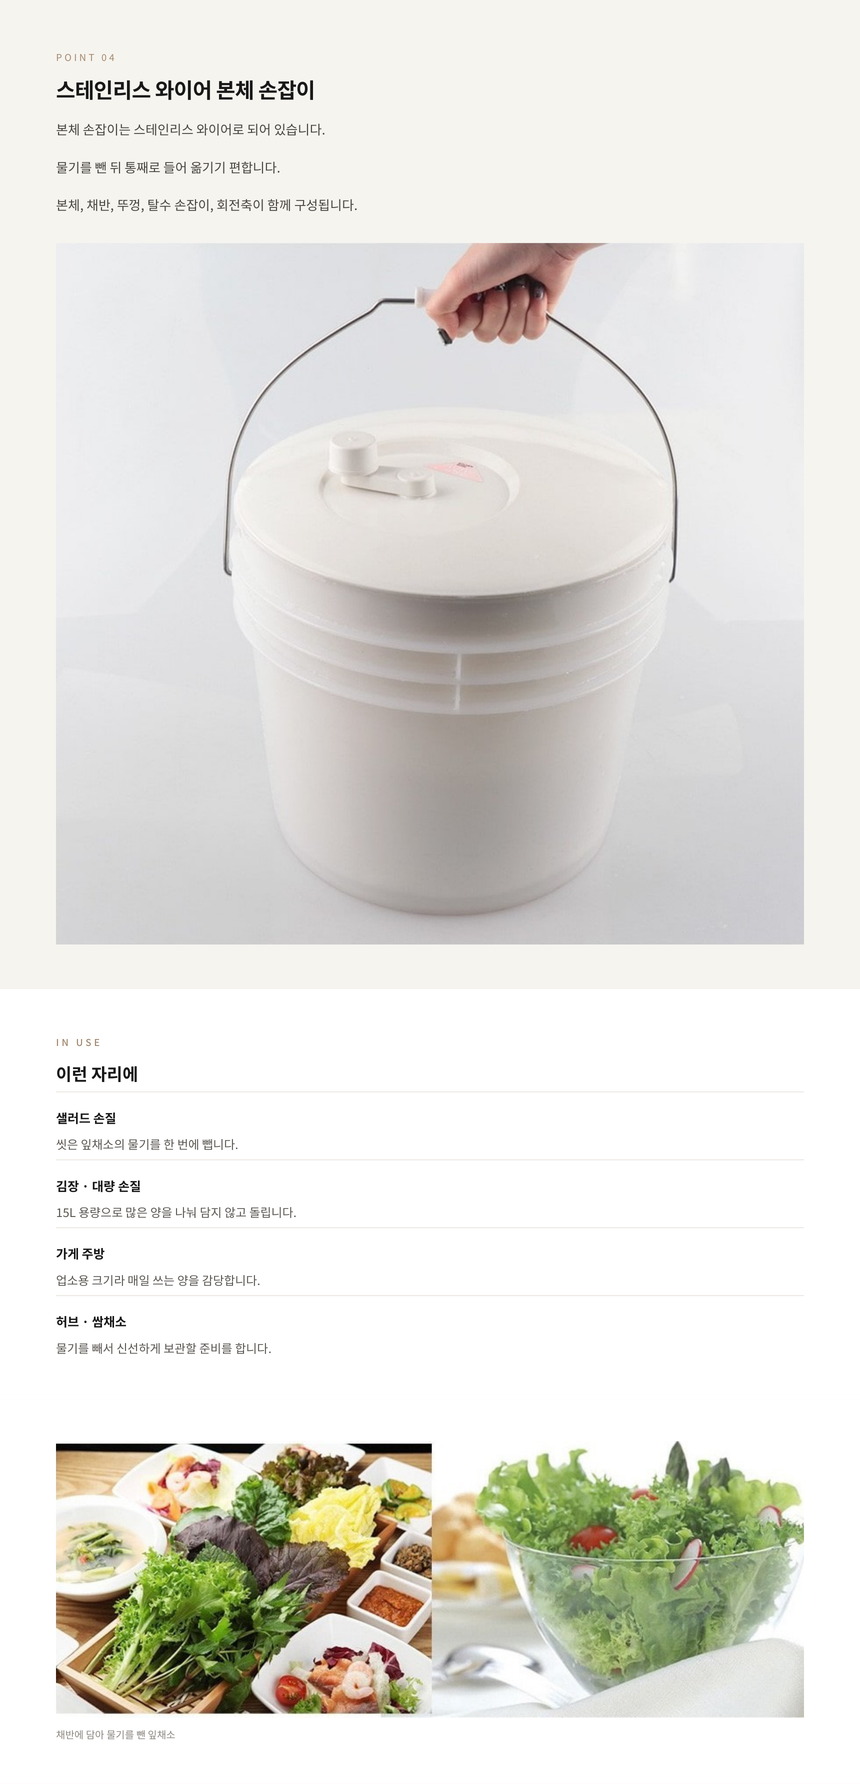 POINT 04
스테인리스 와이어 본체 손잡이
본체 손잡이는 스테인리스 와이어로 되어 있습니다.
물기를 뺀 뒤 통째로 들어 옮기기 편합니다.
본체, 채반, 뚜껑, 탈수 손잡이, 회전축이 함께 구성됩니다.
IN USE
이런 자리에
샐러드 손질
씻은 잎채소의 물기를 한 번에 뺍니다.
김장 · 대량 손질
15L 용량으로 많은 양을 나눠 담지 않고 돌립니다.
가게 주방
업소용 크기라 매일 쓰는 양을 감당합니다.
허브 · 쌈채소
물기를 빼서 신선하게 보관할 준비를 합니다.
채반에 담아 물기를 뺀 잎채소